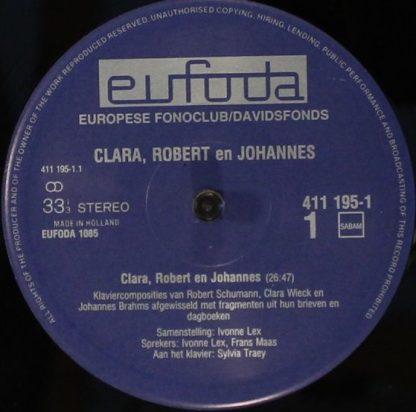 ALL RIGHTS OF THE PRODUCER AND OF THE OWNER OF THE WORK REPRODUCED RESERVED. UNAUTHORISED COPYING, HIRING, LENDING, PUBLIC PERFORMANCE AND BROADCASTING OF THIS RECORD PROHIBITED
eufoda
EUROPESE FONOCLUB/DAVIDSFONDS
CLARA, ROBERT en JOHANNES
411 195-1.1
33 1/3 STEREO
MADE IN HOLLAND
EUFODA 1085
411 195-1
1
SABAM
Clara, Robert en Johannes (26:47)
Klaviercomposities van Robert Schumann, Clara Wieck en
Johannes Brahms afgewisseld met fragmenten uit hun brieven en
dagboeken
Samenstelling: Ivonne Lex
Sprekers: Ivonne Lex, Frans Maas
Aan het klavier: Sylvia Traey